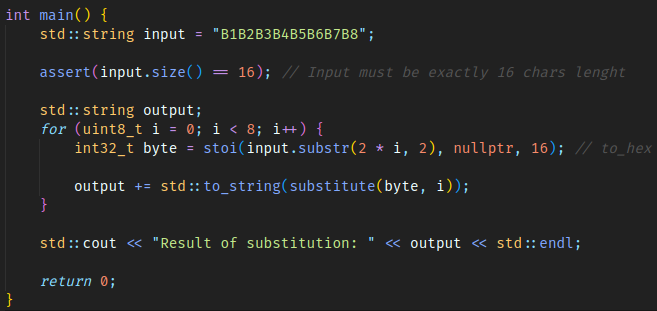 int main() {
    std::string input = "B1B2B3B4B5B6B7B8";
    assert(input.size() == 16); // Input must be exactly 16 chars lenght
    std::string output;
    for (uint8_t i = 0; i < 8; i++) {
        int32_t byte = stoi(input.substr(2 * i, 2), nullptr, 16); // to_hex
        output += std::to_string(substitute(byte, i));
    }
    std::cout << "Result of substitution: " << output << std::endl;
    return 0;
}